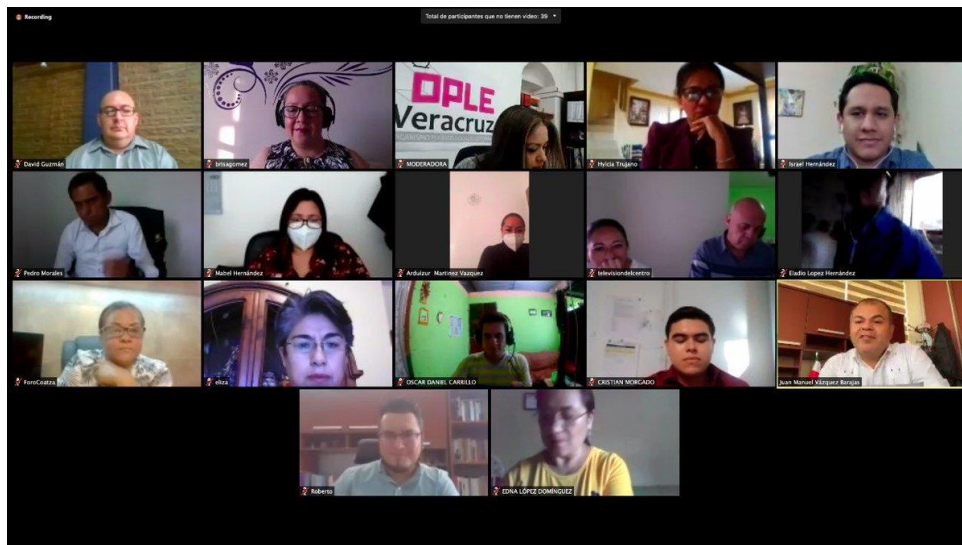 Recording
Total de participantes que no tienen video: 39
OPLE
Veracruz
David Guzmán
brisagomez
MODERADORA
Hyicia Trujano
Israel Hernández
Pedro Morales
Mabel Hernández
Arduizur Martinez Vazquez
televisiondelcentro
Eladio Lopez Hernández
ForoCoatza
eliza
OSCAR DANIEL CARRILLO
CRISTIAN MORGADO
Juan Manuel Vázquez Barajas
Roberto
EDNA LÓPEZ DOMÍNGUEZ